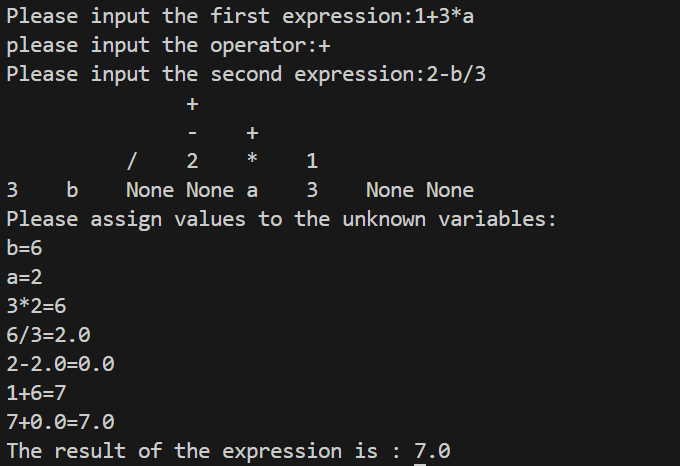 Please input the first expression:1+3*a
please input the operator:+
Please input the second expression:2-b/3
+
- +
/ 2 * 1
3 b None None a 3 None None
Please assign values to the unknown variables:
b=6
a=2
3*2=6
6/3=2.0
2-2.0=0.0
1+6=7
7+0.0=7.0
The result of the expression is : 7.0